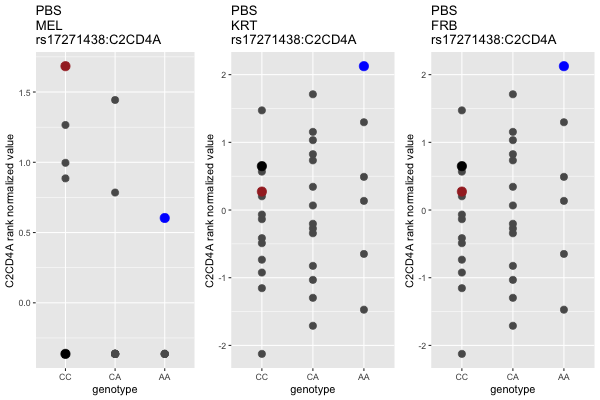 PBS
MEL
rs17271438:C2CD4A
C2CD4A rank normalized value
1.5
1.0
0.5
0.0
CC
CA
AA
genotype
PBS
KRT
rs17271438:C2CD4A
C2CD4A rank normalized value
2
1
0
-1
-2
CC
CA
AA
genotype
PBS
FRB
rs17271438:C2CD4A
C2CD4A rank normalized value
2
1
0
-1
-2
CC
CA
AA
genotype